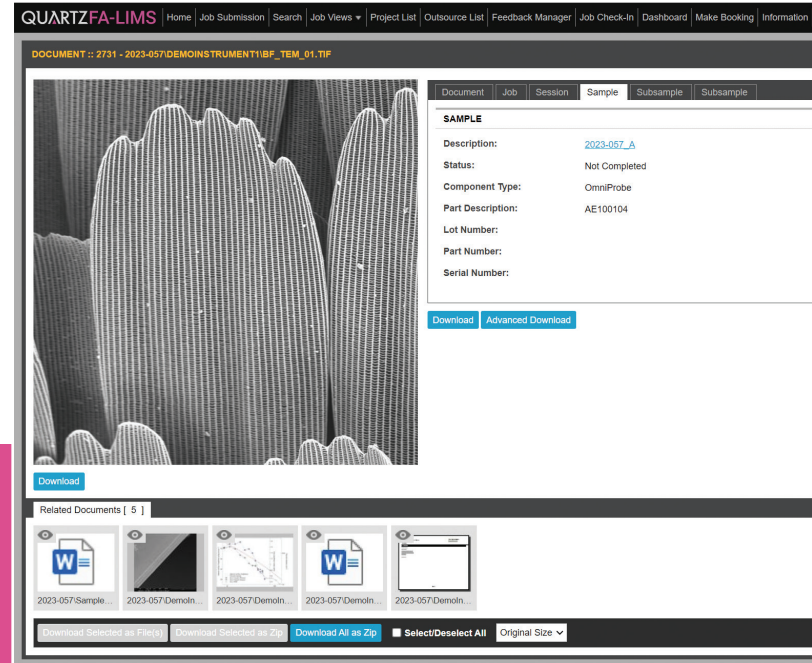 QUARTZFA-LIMS Home Job Submission Search Job Views Project List Outsource List Feedback Manager Job Check-In Dashboard Make Booking Information
DOCUMENT :: 2731 - 2023-057\DEMOINSTRUMENT1\BF_TEM_01.TIF
Document Job Session Sample Subsample Subsample
SAMPLE
Description: 2023-057_A
Status: Not Completed
Component Type: OmniProbe
Part Description: AE100104
Lot Number:
Part Number:
Serial Number:
Download Advanced Download
Download
Related Documents [ 5 ]
W W
2023-057\Sample... 2023-057\DemoIn... 2023-057\DemoIn... 2023-057\DemoIn... 2023-057\DemoIn...
Download Selected as File(s) Download Selected as Zip Download All as Zip Select/Deselect All Original Size